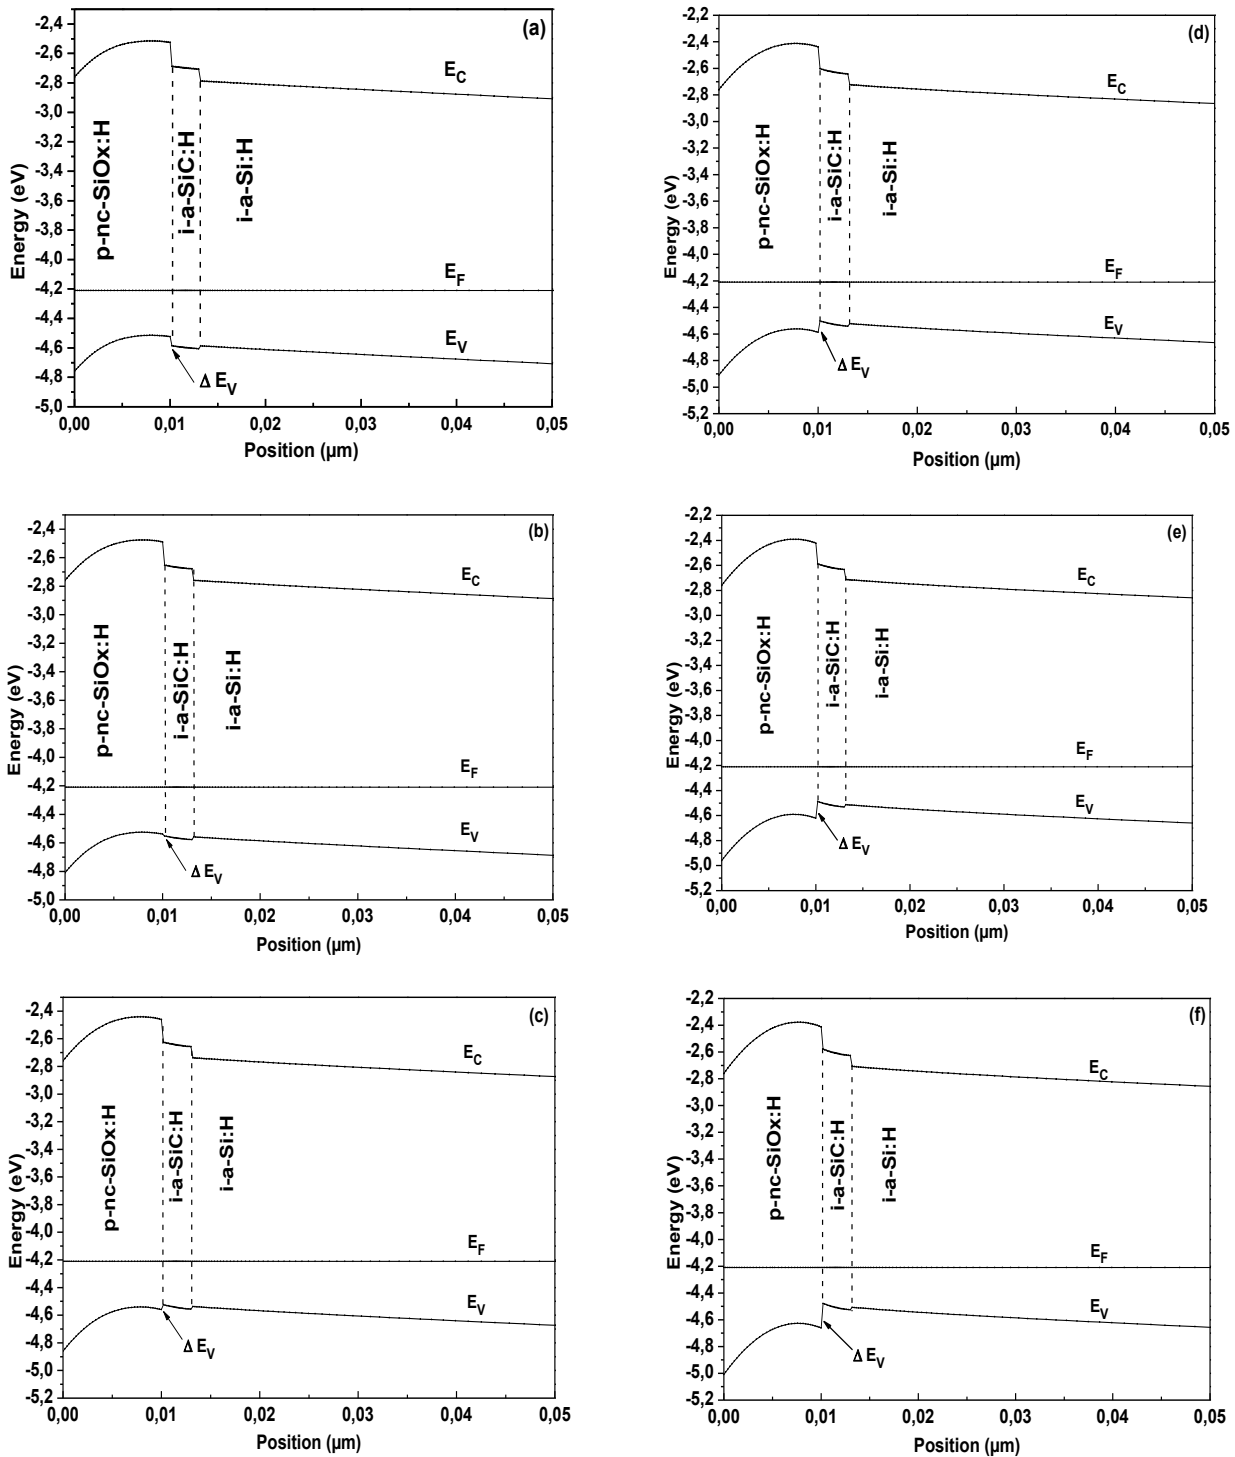 (a)
-2,4
-2,6
-2,8
-3,0
-3,2
-3,4
-3,6
-3,8
-4,0
-4,2
-4,4
-4,6
-4,8
-5,0
Energy (eV)
p-nc-SiOx:H
i-a-SiC:H
i-a-Si:H
E_C
E_F
E_V
Δ E_V
0,00 0,01 0,02 0,03 0,04 0,05
Position (µm)
(d)
-2,2
-2,4
-2,6
-2,8
-3,0
-3,2
-3,4
-3,6
-3,8
-4,0
-4,2
-4,4
-4,6
-4,8
-5,0
-5,2
Energy (eV)
p-nc-SiOx:H
i-a-SiC:H
i-a-Si:H
E_C
E_F
E_V
Δ E_V
0,00 0,01 0,02 0,03 0,04 0,05
Position (µm)
(b)
-2,4
-2,6
-2,8
-3,0
-3,2
-3,4
-3,6
-3,8
-4,0
-4,2
-4,4
-4,6
-4,8
-5,0
Energy (eV)
p-nc-SiOx:H
i-a-SiC:H
i-a-Si:H
E_C
E_F
E_V
Δ E_V
0,00 0,01 0,02 0,03 0,04 0,05
Position (µm)
(e)
-2,2
-2,4
-2,6
-2,8
-3,0
-3,2
-3,4
-3,6
-3,8
-4,0
-4,2
-4,4
-4,6
-4,8
-5,0
-5,2
Energy (eV)
p-nc-SiOx:H
i-a-SiC:H
i-a-Si:H
E_C
E_F
E_V
Δ E_V
0,00 0,01 0,02 0,03 0,04 0,05
Position (µm)
(c)
-2,4
-2,6
-2,8
-3,0
-3,2
-3,4
-3,6
-3,8
-4,0
-4,2
-4,4
-4,6
-4,8
-5,0
-5,2
Energy (eV)
p-nc-SiOx:H
i-a-SiC:H
i-a-Si:H
E_C
E_F
E_V
Δ E_V
0,00 0,01 0,02 0,03 0,04 0,05
Position (µm)
(f)
-2,2
-2,4
-2,6
-2,8
-3,0
-3,2
-3,4
-3,6
-3,8
-4,0
-4,2
-4,4
-4,6
-4,8
-5,0
-5,2
Energy (eV)
p-nc-SiOx:H
i-a-SiC:H
i-a-Si:H
E_C
E_F
E_V
Δ E_V
0,00 0,01 0,02 0,03 0,04 0,05
Position (µm)